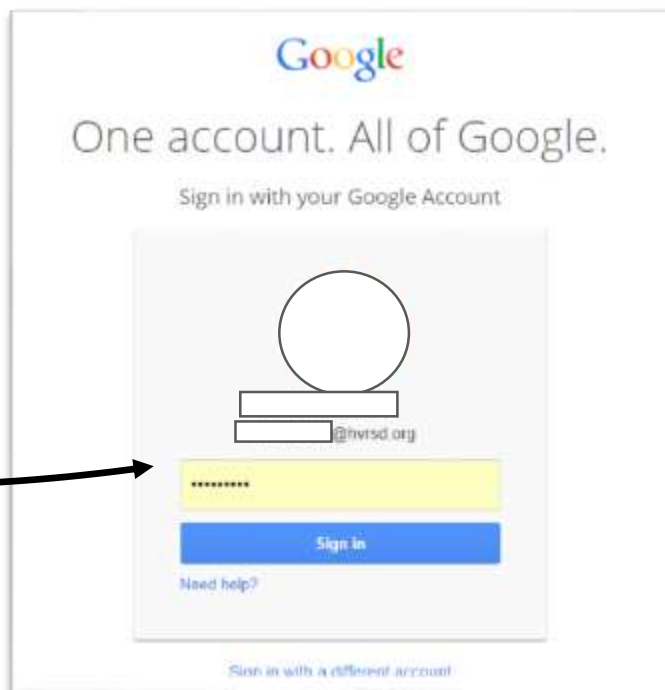 Google
One account. All of Google.
Sign in with your Google Account
@hvrsd.org
•••••••••
Sign in
Need help?
Sign in with a different account